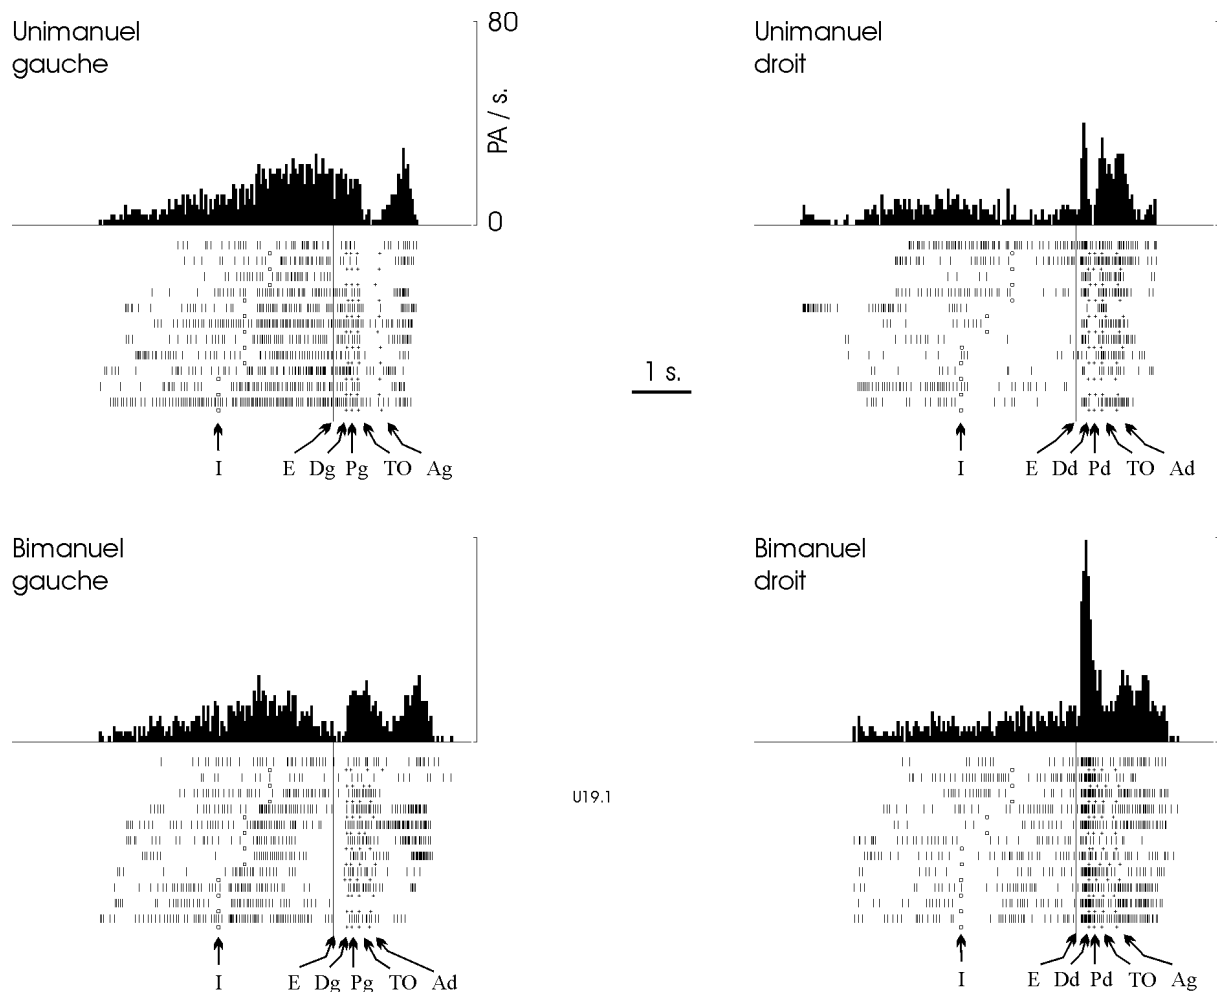 Unimanuel
gauche
80
PA / s.
0
I E Dg Pg TO Ag
Unimanuel
droit
1 s.
I E Dd Pd TO Ad
Bimanuel
gauche
I E Dg Pg TO Ad
U19.1
Bimanuel
droit
I E Dd Pd TO Ag